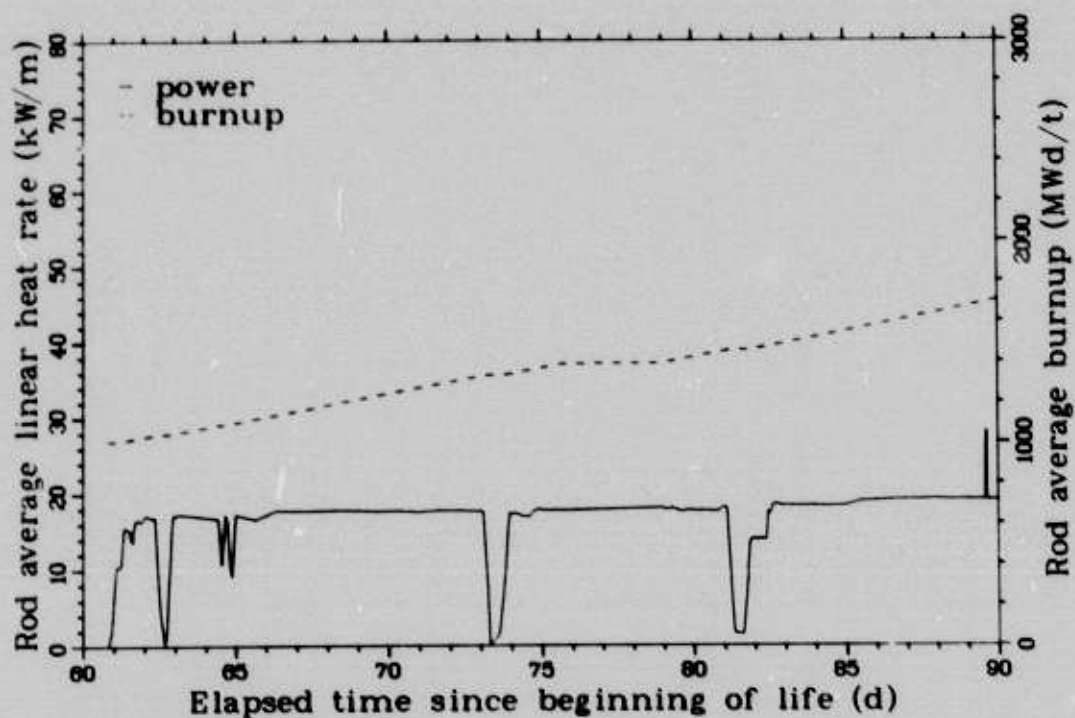 Rod average linear heat rate (kW/m)
80
70
60
50
40
30
20
10
0
power
burnup
3000
2000
1000
0
Rod average burnup (MWd/t)
60 65 70 75 80 85 90
Elapsed time since beginning of life (d)